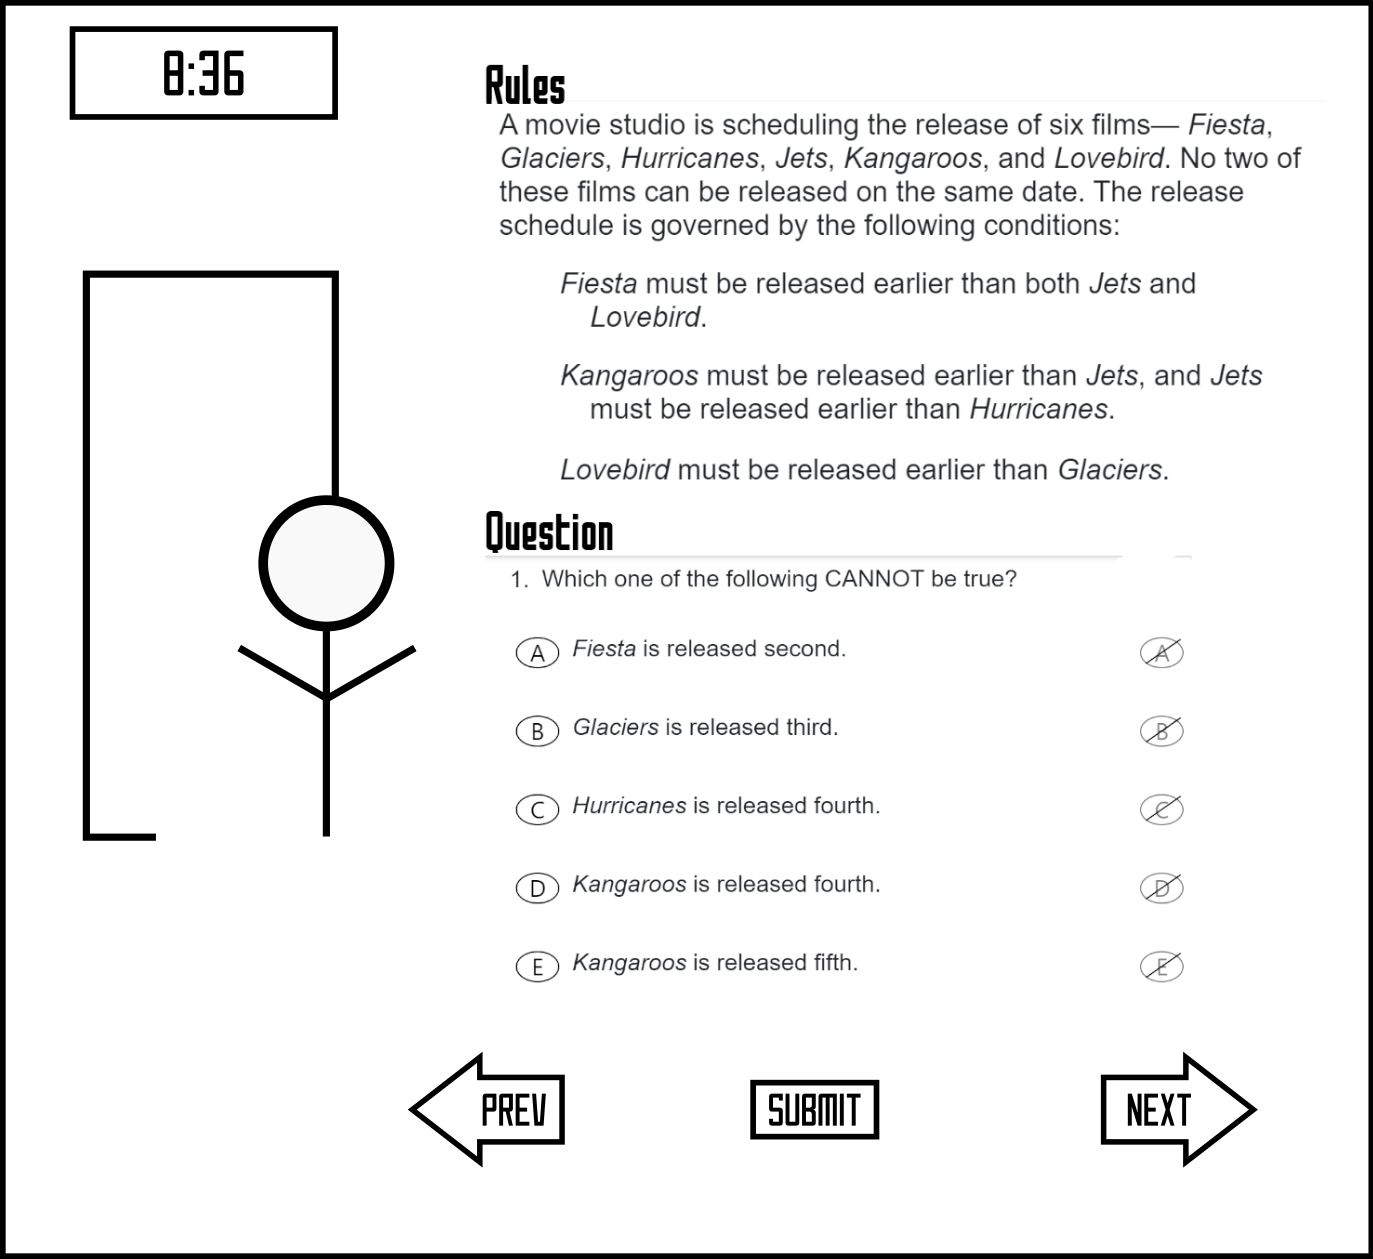 8:36
Rules
A movie studio is scheduling the release of six films— Fiesta,
Glaciers, Hurricanes, Jets, Kangaroos, and Lovebird. No two of
these films can be released on the same date. The release
schedule is governed by the following conditions:
Fiesta must be released earlier than both Jets and
Lovebird.
Kangaroos must be released earlier than Jets, and Jets
must be released earlier than Hurricanes.
Lovebird must be released earlier than Glaciers.
Question
1. Which one of the following CANNOT be true?
A Fiesta is released second. A
B Glaciers is released third. B
C Hurricanes is released fourth. C
D Kangaroos is released fourth. D
E Kangaroos is released fifth. E
PREV SUBMIT NEXT